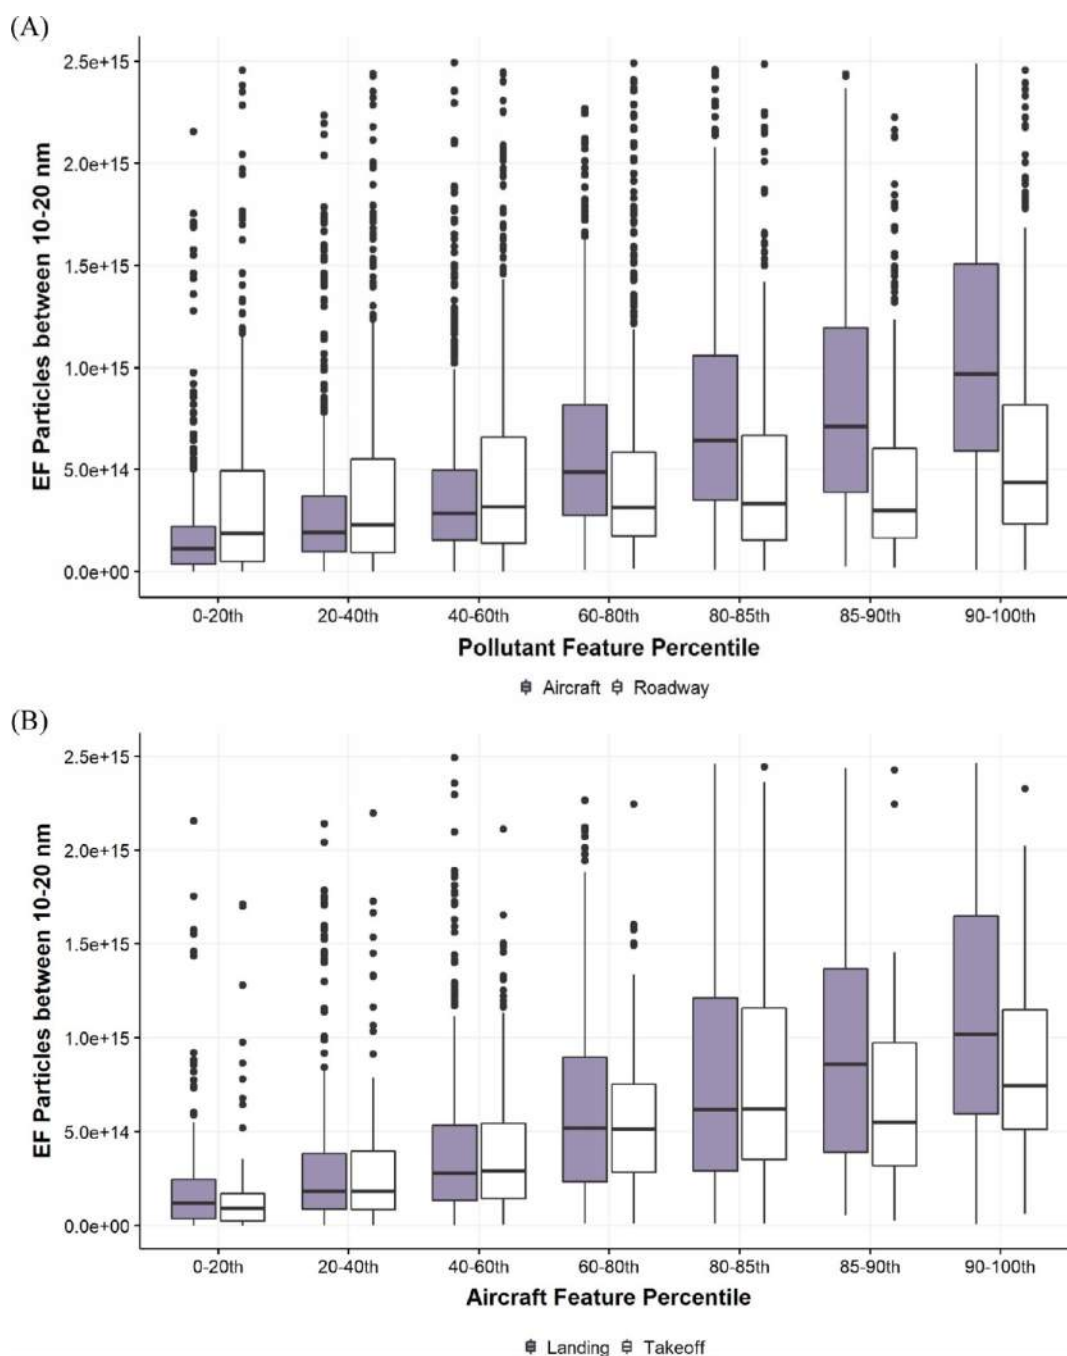 (A)
EF Particles between 10-20 nm
2.5e+15
2.0e+15
1.5e+15
1.0e+15
5.0e+14
0.0e+00
0-20th 20-40th 40-60th 60-80th 80-85th 85-90th 90-100th
Pollutant Feature Percentile
Aircraft Roadway
(B)
EF Particles between 10-20 nm
2.5e+15
2.0e+15
1.5e+15
1.0e+15
5.0e+14
0.0e+00
0-20th 20-40th 40-60th 60-80th 80-85th 85-90th 90-100th
Aircraft Feature Percentile
Landing Takeoff